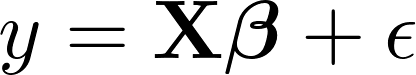 y = Xβ + ϵ